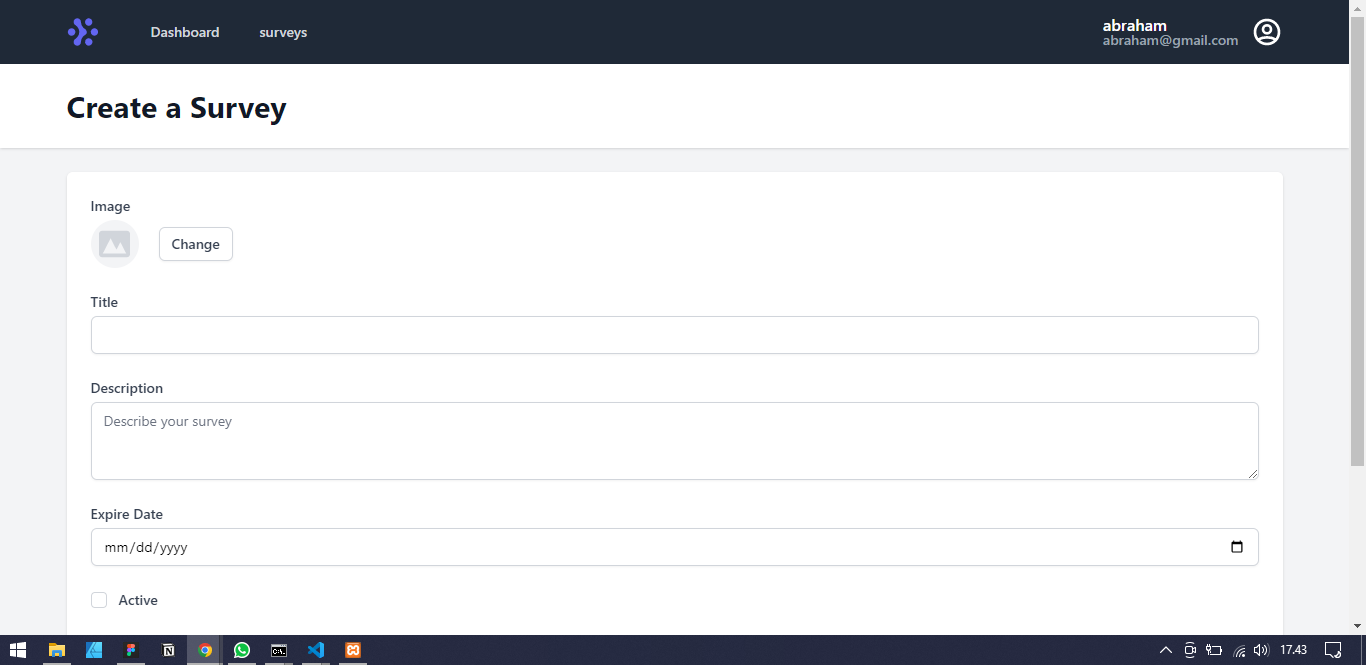 Dashboard surveys abraham
abraham@gmail.com
Create a Survey
Image
Change
Title
Description
Describe your survey
Expire Date
mm/dd/yyyy
Active
17.43